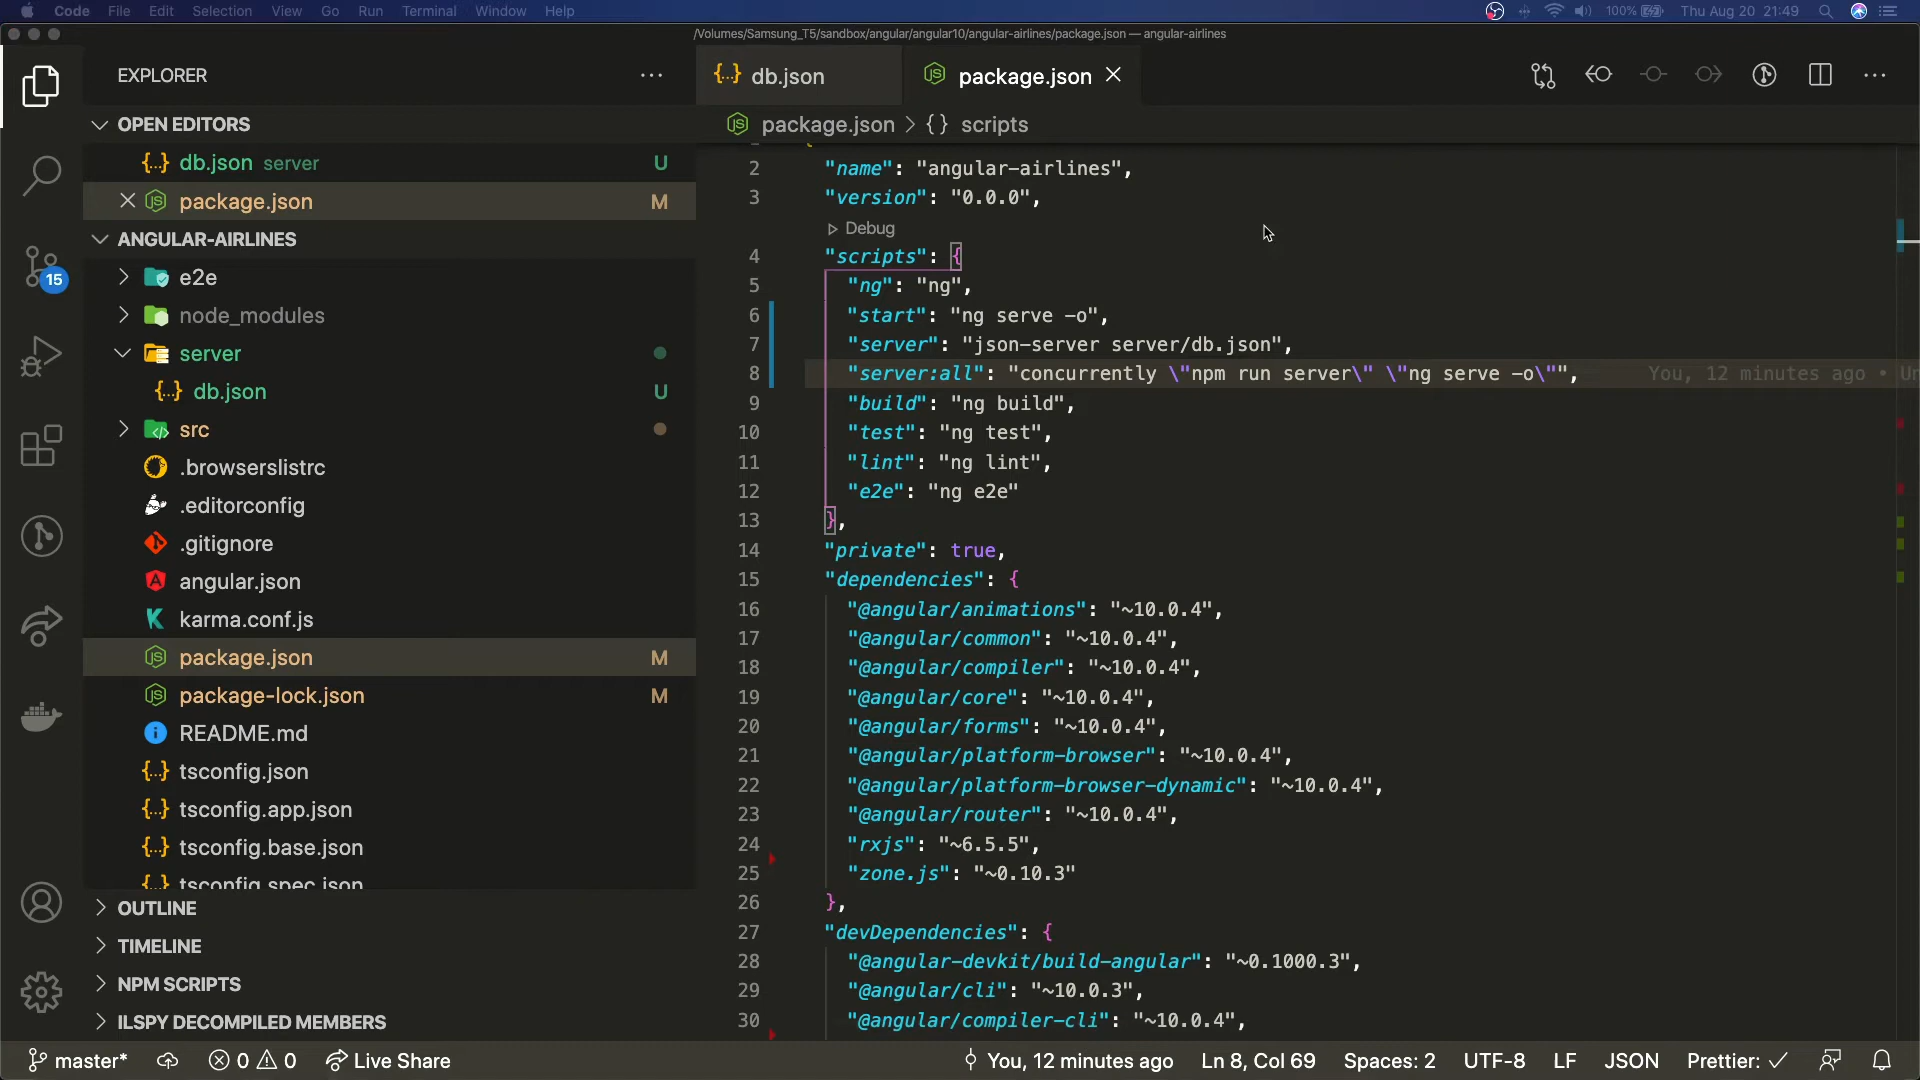 Code File Edit Selection View Go Run Terminal Window Help 100% Thu Aug 20 21:49
/Volumes/Samsung_T5/sandbox/angular/angular10/angular-airlines/package.json — angular-airlines
EXPLORER
OPEN EDITORS
db.json server U
package.json M
ANGULAR-AIRLINES
15
e2e
node_modules
server
db.json U
src
.browserslistrc
.editorconfig
.gitignore
angular.json
karma.conf.js
package.json M
package-lock.json M
README.md
tsconfig.json
tsconfig.app.json
tsconfig.base.json
tsconfig.spec.json
OUTLINE
TIMELINE
NPM SCRIPTS
ILSPY DECOMPILED MEMBERS
db.json package.json
package.json > {} scripts
1 {
2 "name": "angular-airlines",
3 "version": "0.0.0",
Debug
4 "scripts": {
5 "ng": "ng",
6 "start": "ng serve -o",
7 "server": "json-server server/db.json",
8 "server:all": "concurrently \"npm run server\" \"ng serve -o\"", You, 12 minutes ago • Un
9 "build": "ng build",
10 "test": "ng test",
11 "lint": "ng lint",
12 "e2e": "ng e2e"
13 },
14 "private": true,
15 "dependencies": {
16 "@angular/animations": "~10.0.4",
17 "@angular/common": "~10.0.4",
18 "@angular/compiler": "~10.0.4",
19 "@angular/core": "~10.0.4",
20 "@angular/forms": "~10.0.4",
21 "@angular/platform-browser": "~10.0.4",
22 "@angular/platform-browser-dynamic": "~10.0.4",
23 "@angular/router": "~10.0.4",
24 "rxjs": "~6.5.5",
25 "zone.js": "~0.10.3"
26 },
27 "devDependencies": {
28 "@angular-devkit/build-angular": "~0.1000.3",
29 "@angular/cli": "~10.0.3",
30 "@angular/compiler-cli": "~10.0.4",
master* 0 0 Live Share You, 12 minutes ago Ln 8, Col 69 Spaces: 2 UTF-8 LF JSON Prettier: ✓